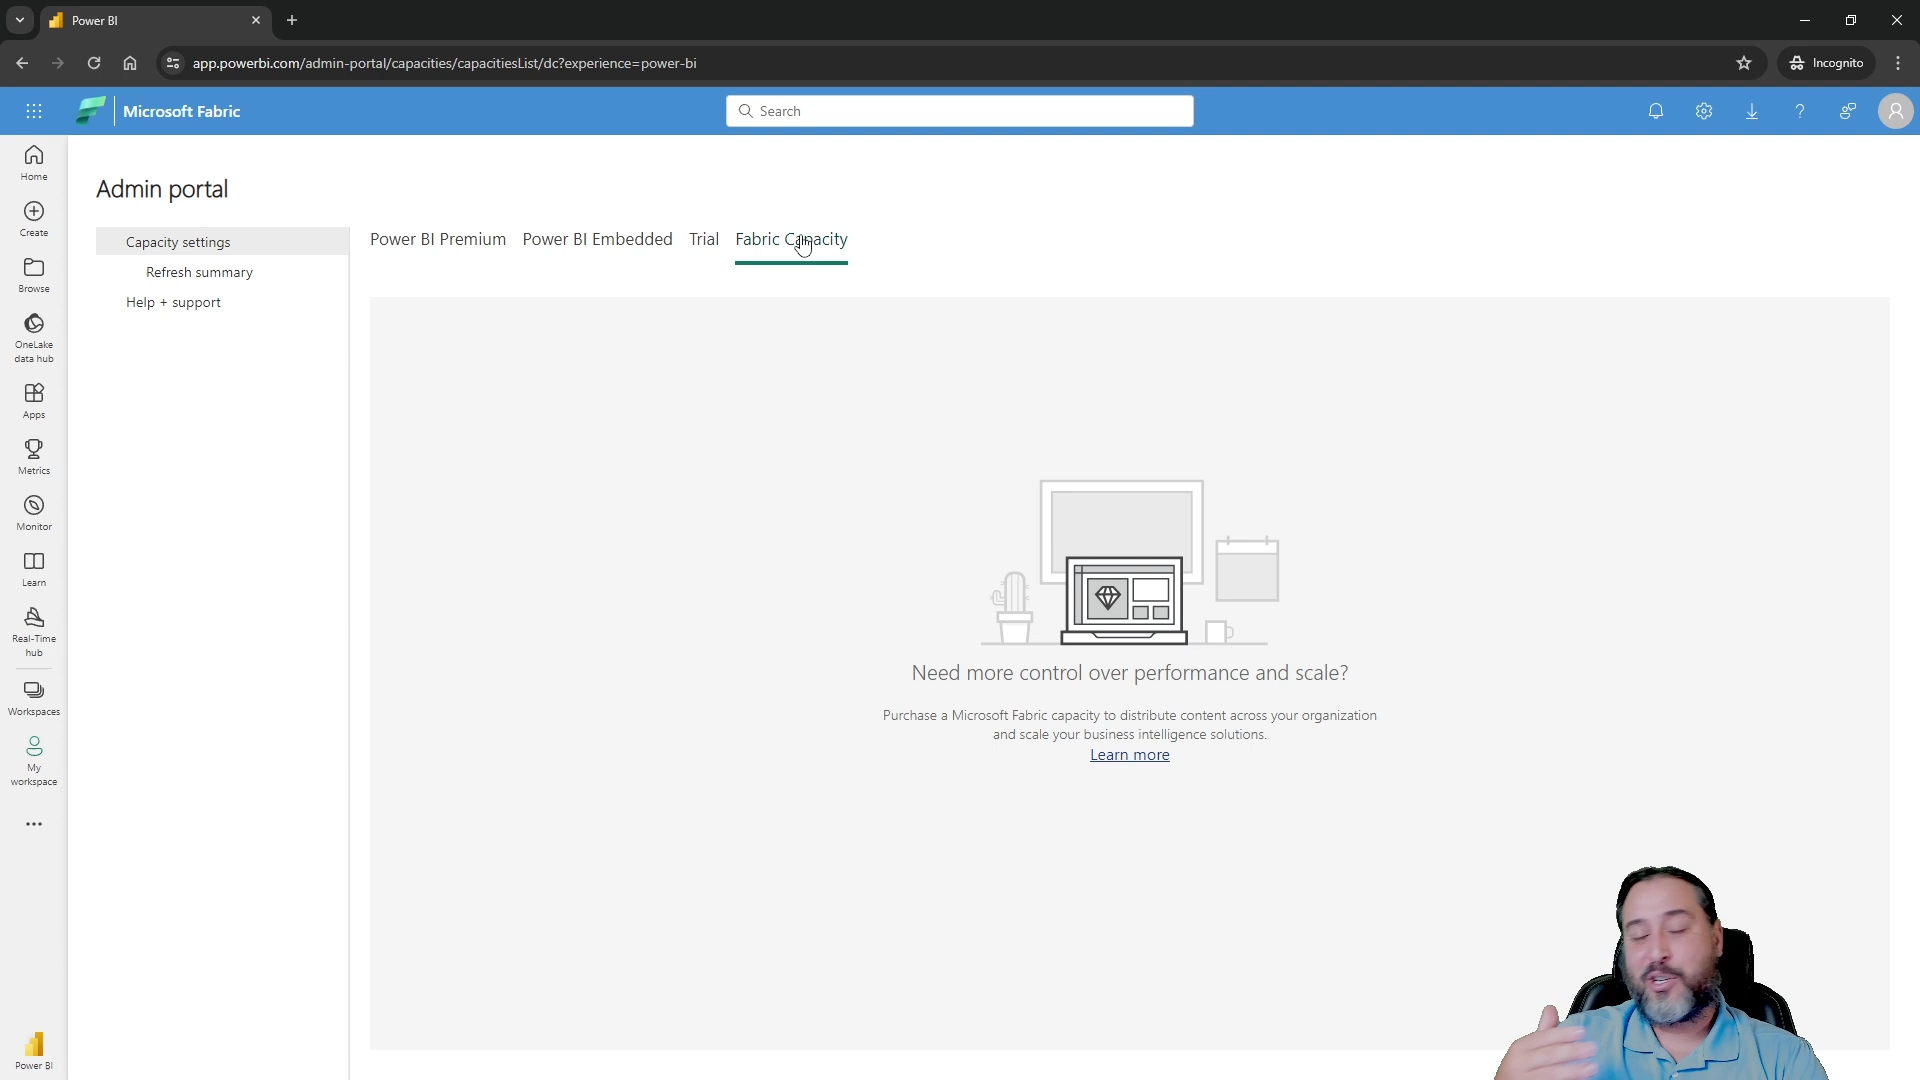 Power BI
app.powerbi.com/admin-portal/capacities/capacitiesList/dc?experience=power-bi
Incognito
Microsoft Fabric
Search
Home
Create
Browse
OneLake
data hub
Apps
Metrics
Monitor
Learn
Real-Time
hub
Workspaces
My
workspace
Power BI
Admin portal
Capacity settings
Refresh summary
Help + support
Power BI Premium Power BI Embedded Trial Fabric Capacity
Need more control over performance and scale?
Purchase a Microsoft Fabric capacity to distribute content across your organization
and scale your business intelligence solutions.
Learn more